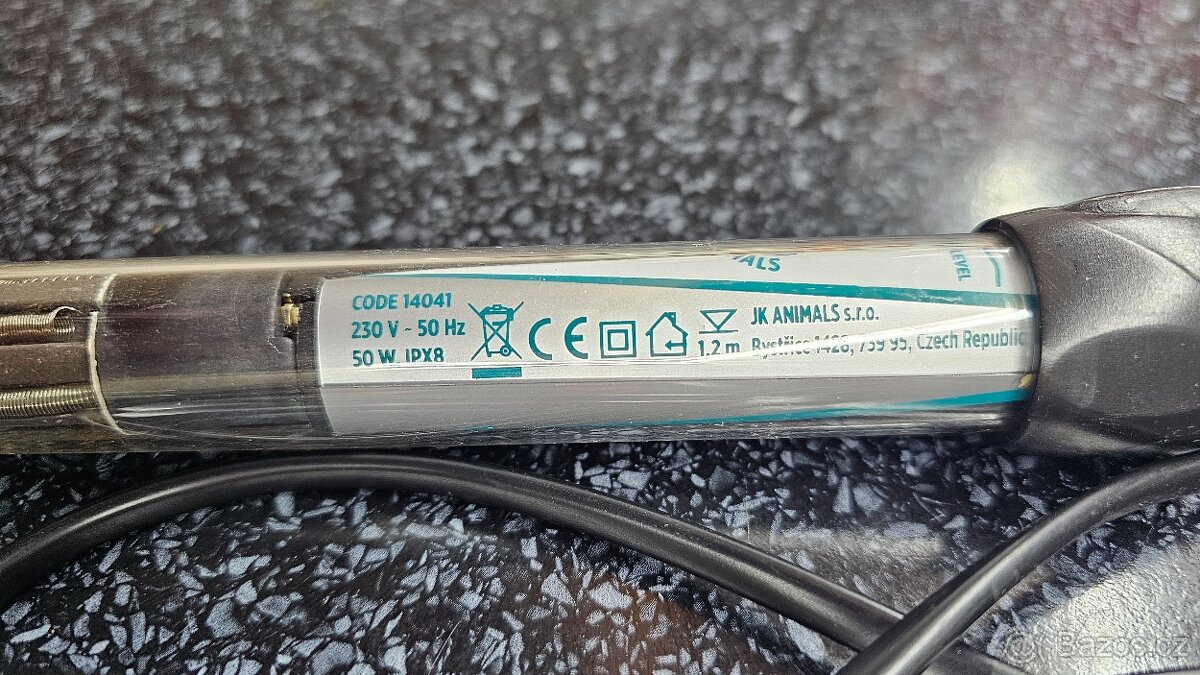 ALS
LEVEL
CODE 14041
230 V ~ 50 Hz
50 W IPX8
CE
1.2 m
JK ANIMALS s.r.o.
Bystřice 1428, 739 95, Czech Republic
© Bazos.cz